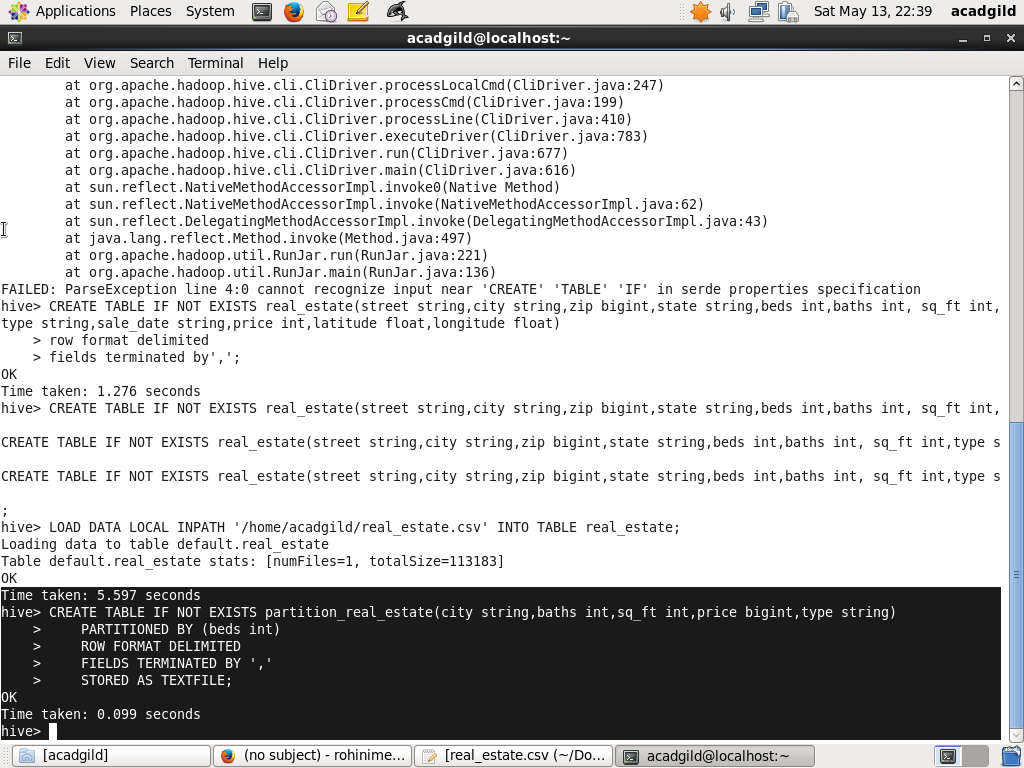 Applications Places System Sat May 13, 22:39 acadgild
acadgild@localhost:~
File Edit View Search Terminal Help
        at org.apache.hadoop.hive.cli.CliDriver.processLocalCmd(CliDriver.java:247)
        at org.apache.hadoop.hive.cli.CliDriver.processCmd(CliDriver.java:199)
        at org.apache.hadoop.hive.cli.CliDriver.processLine(CliDriver.java:410)
        at org.apache.hadoop.hive.cli.CliDriver.executeDriver(CliDriver.java:783)
        at org.apache.hadoop.hive.cli.CliDriver.run(CliDriver.java:677)
        at org.apache.hadoop.hive.cli.CliDriver.main(CliDriver.java:616)
        at sun.reflect.NativeMethodAccessorImpl.invoke0(Native Method)
        at sun.reflect.NativeMethodAccessorImpl.invoke(NativeMethodAccessorImpl.java:62)
        at sun.reflect.DelegatingMethodAccessorImpl.invoke(DelegatingMethodAccessorImpl.java:43)
        at java.lang.reflect.Method.invoke(Method.java:497)
        at org.apache.hadoop.util.RunJar.run(RunJar.java:221)
        at org.apache.hadoop.util.RunJar.main(RunJar.java:136)
FAILED: ParseException line 4:0 cannot recognize input near 'CREATE' 'TABLE' 'IF' in serde properties specification
hive> CREATE TABLE IF NOT EXISTS real_estate(street string,city string,zip bigint,state string,beds int,baths int, sq_ft int,
type string,sale_date string,price int,latitude float,longitude float)
    > row format delimited
    > fields terminated by',';
OK
Time taken: 1.276 seconds
hive> CREATE TABLE IF NOT EXISTS real_estate(street string,city string,zip bigint,state string,beds int,baths int, sq_ft int,
CREATE TABLE IF NOT EXISTS real_estate(street string,city string,zip bigint,state string,beds int,baths int, sq_ft int,type s
CREATE TABLE IF NOT EXISTS real_estate(street string,city string,zip bigint,state string,beds int,baths int, sq_ft int,type s
;
hive> LOAD DATA LOCAL INPATH '/home/acadgild/real_estate.csv' INTO TABLE real_estate;
Loading data to table default.real_estate
Table default.real_estate stats: [numFiles=1, totalSize=113183]
OK
Time taken: 5.597 seconds
hive> CREATE TABLE IF NOT EXISTS partition_real_estate(city string,baths int,sq_ft int,price bigint,type string)
    >     PARTITIONED BY (beds int)
    >     ROW FORMAT DELIMITED
    >     FIELDS TERMINATED BY ','
    >     STORED AS TEXTFILE;
OK
Time taken: 0.099 seconds
hive>
[acadgild] (no subject) - rohinime... [real_estate.csv (~/Do... acadgild@localhost:~